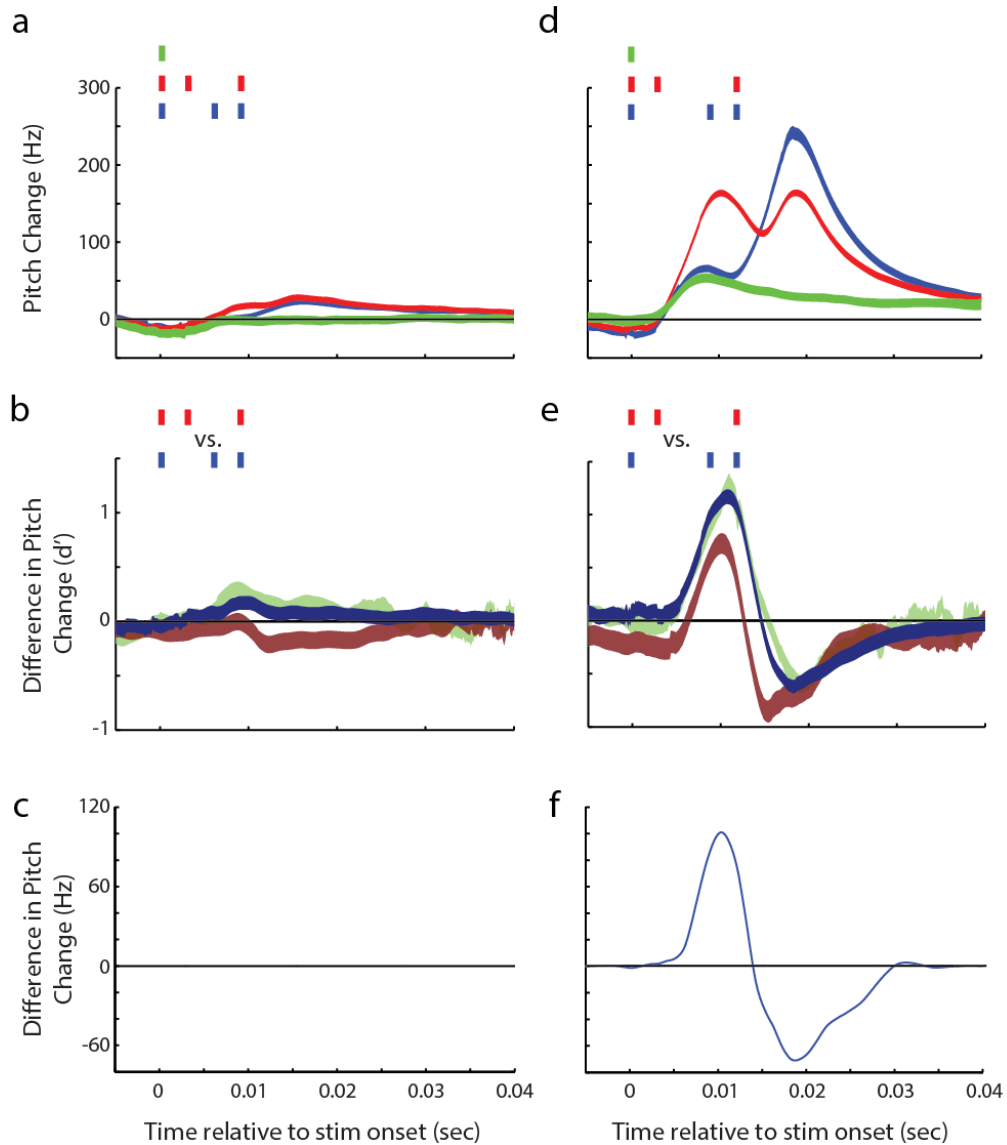 a
300
200
100
0
Pitch Change (Hz)
d
b
vs.
1
0
-1
Difference in Pitch
Change (d')
e
vs.
c
120
60
0
-60
Difference in Pitch
Change (Hz)
0 0.01 0.02 0.03 0.04
Time relative to stim onset (sec)
f
0 0.01 0.02 0.03 0.04
Time relative to stim onset (sec)